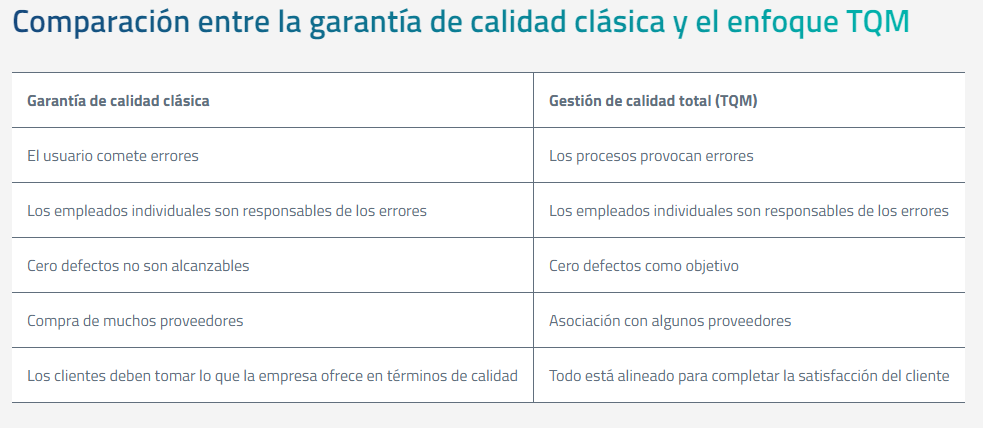 Comparación entre la garantía de calidad clásica y el enfoque TQM
Garantía de calidad clásica
Gestión de calidad total (TQM)
El usuario comete errores
Los procesos provocan errores
Los empleados individuales son responsables de los errores
Los empleados individuales son responsables de los errores
Cero defectos no son alcanzables
Cero defectos como objetivo
Compra de muchos proveedores
Asociación con algunos proveedores
Los clientes deben tomar lo que la empresa ofrece en términos de calidad
Todo está alineado para completar la satisfacción del cliente